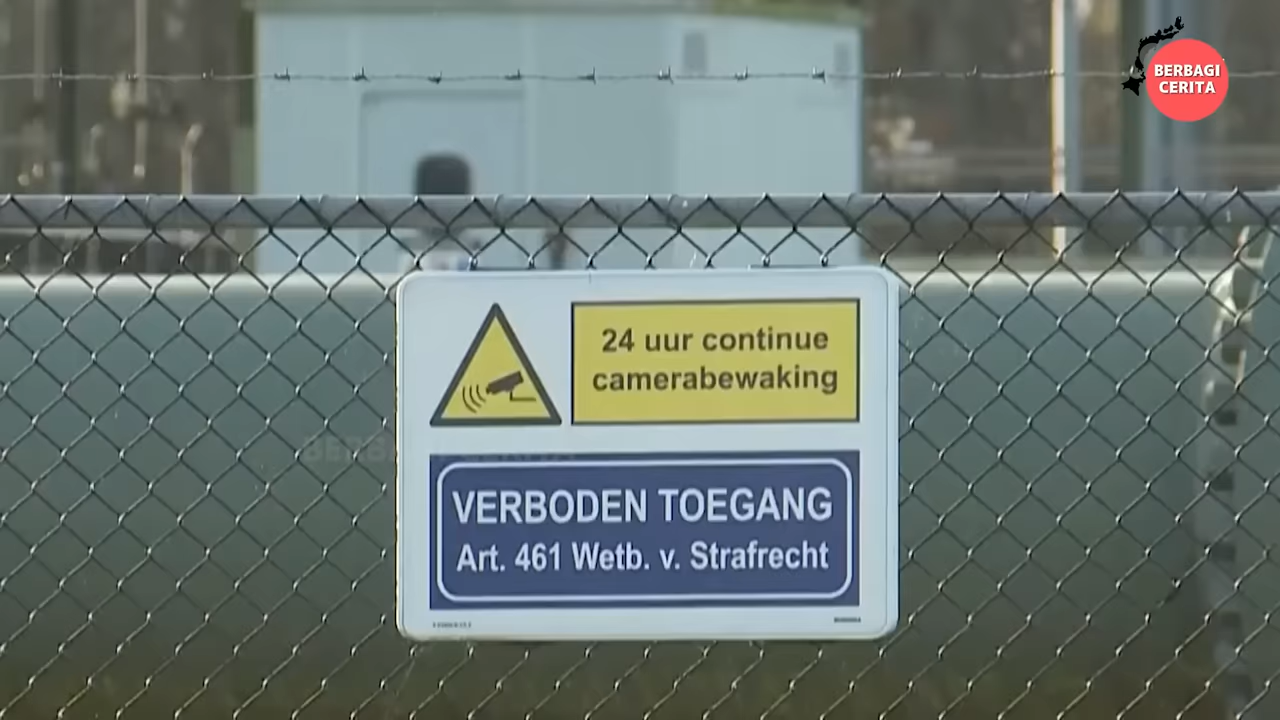 BERBAGI
CERITA
24 uur continue
camerabewaking
VERBODEN TOEGANG
Art. 461 Wetb. v. Strafrecht